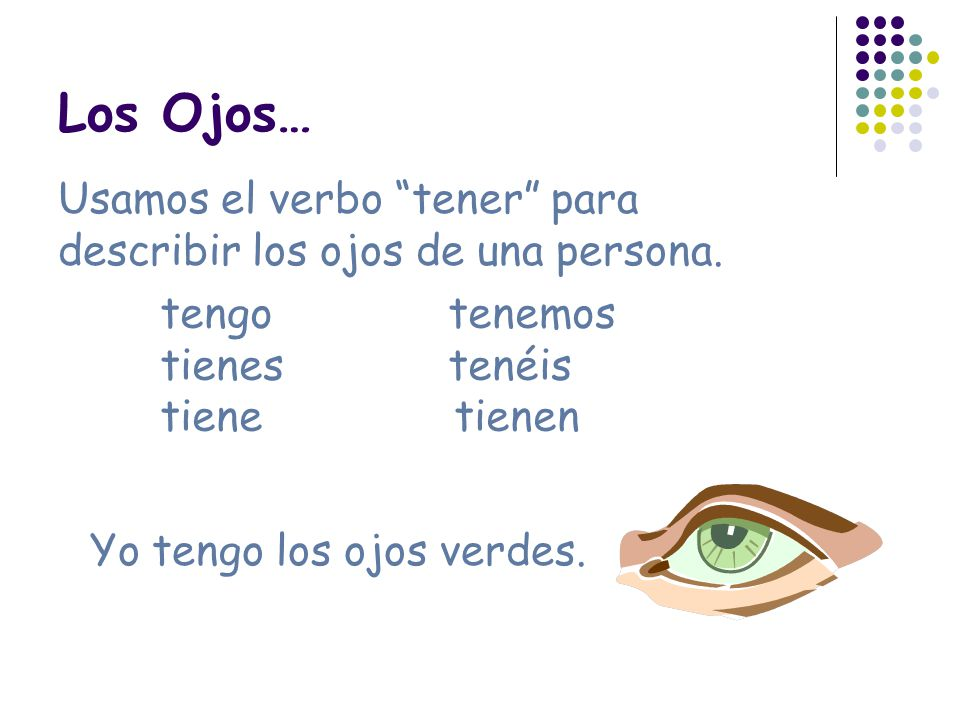 Los Ojos…
Usamos el verbo “tener” para
describir los ojos de una persona.
tengo tenemos
tienes tenéis
tiene tienen
Yo tengo los ojos verdes.